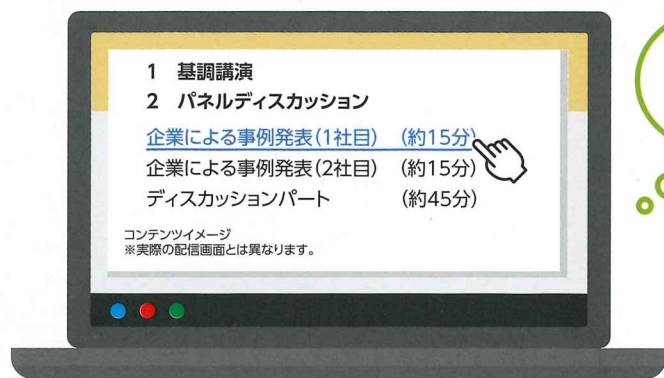 1 基調講演
2 パネルディスカッション
企業による事例発表(1社目) (約15分)
企業による事例発表(2社目) (約15分)
ディスカッションパート (約45分)
コンテンツイメージ
※実際の配信画面とは異なります。